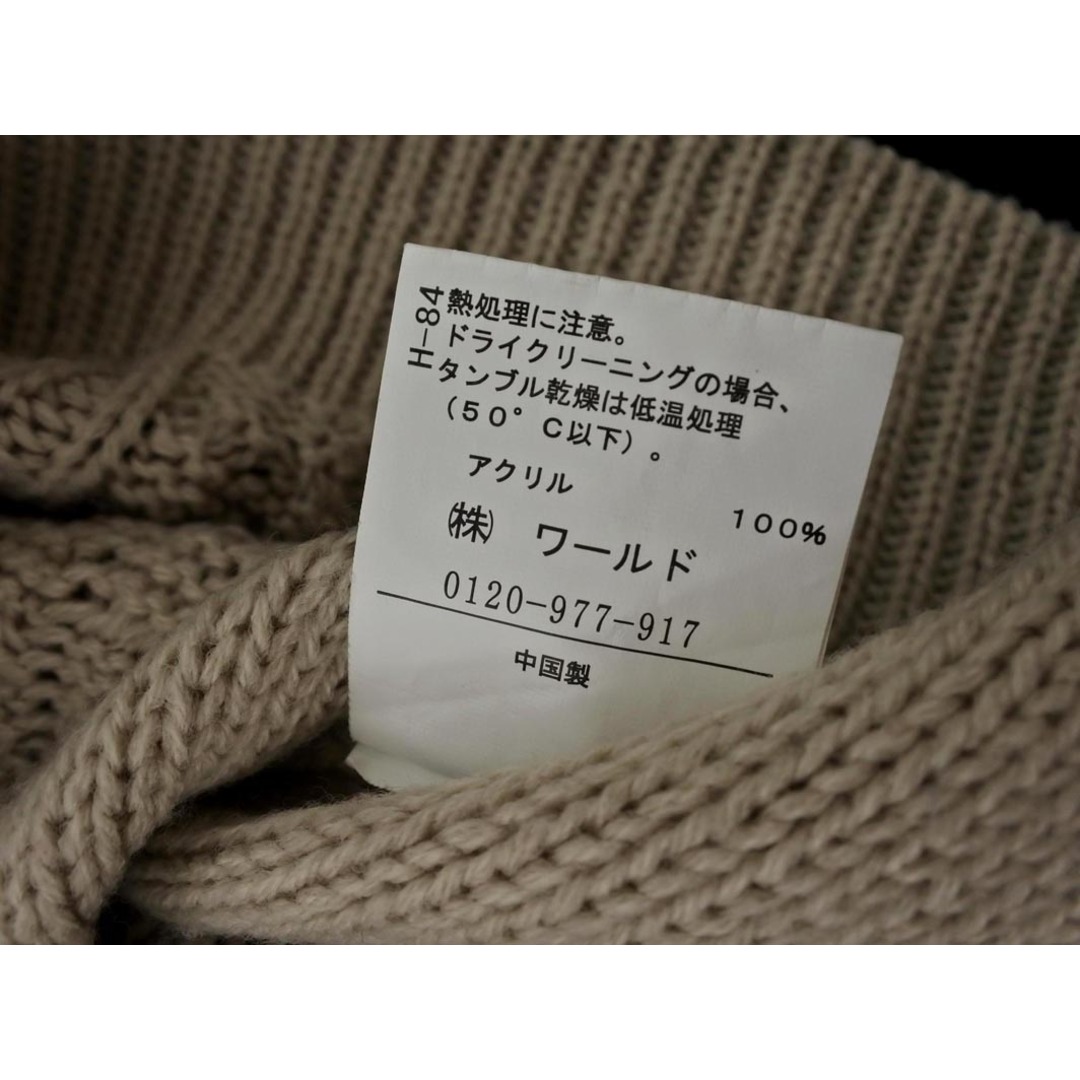 熱処理に注意。
ドライクリーニングの場合、
タンブル乾燥は低温処理
（５０°Ｃ以下）。
アクリル
１００%
㈱ ワールド
0120-977-917
中国製
エ-84